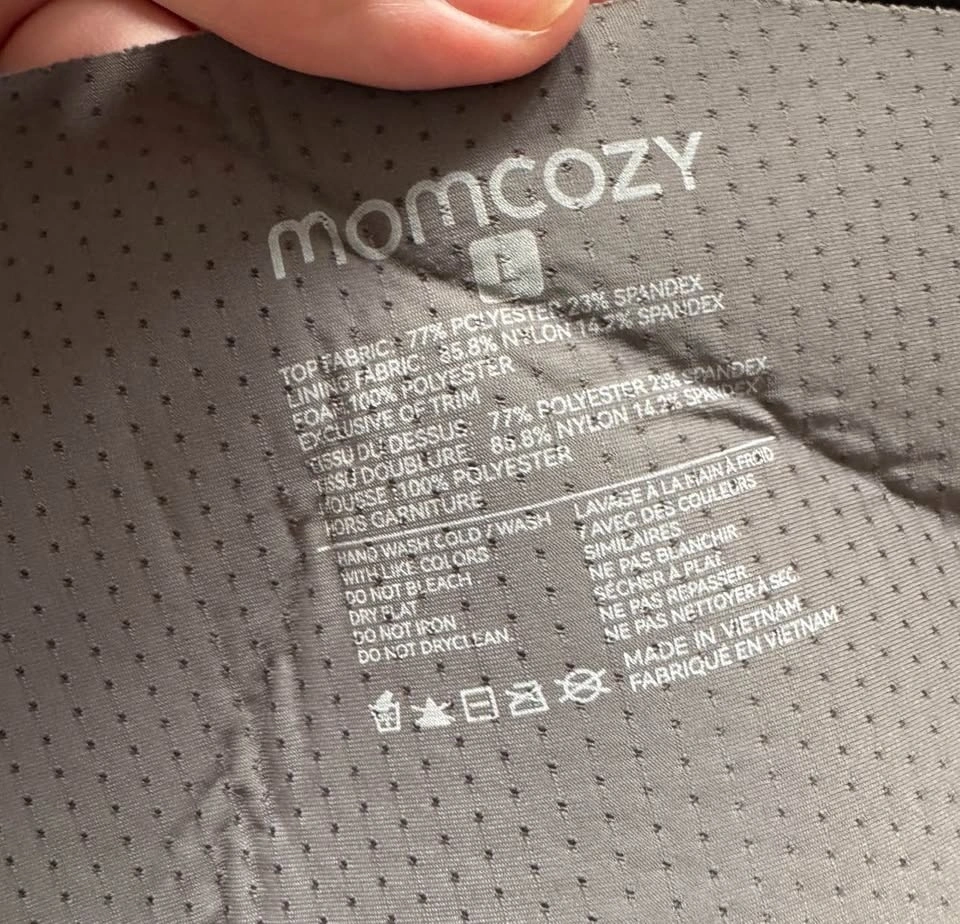 momcozy
L
TOP FABRIC: 77% POLYESTER 23% SPANDEX
LINING FABRIC: 85.8% NYLON 14.2% SPANDEX
FOAM: 100% POLYESTER
EXCLUSIVE OF TRIM
TISSU DU DESSUS: 77% POLYESTER 23% SPANDEX
TISSU DOUBLURE: 85.8% NYLON 14.2% SPANDEX
MOUSSE : 100% POLYESTER
HORS GARNITURE
HAND WASH COLD / WASH
WITH LIKE COLORS
DO NOT BLEACH
DRY FLAT
DO NOT IRON
DO NOT DRYCLEAN
LAVAGE À LA MAIN À FROID
/ AVEC DES COULEURS
SIMILAIRES
NE PAS BLANCHIR
SÉCHER À PLAT
NE PAS REPASSER
NE PAS NETTOYER À SEC
MADE IN VIETNAM
FABRIQUÉ EN VIETNAM